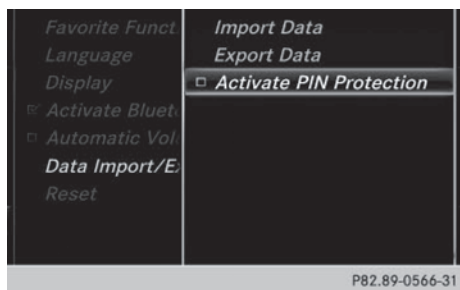 Favorite Funct
Language
Display
Activate Bluet
Automatic Vol
Data Import/E
Reset
Import Data
Export Data
Activate PIN Protection
P82.89-0566-31